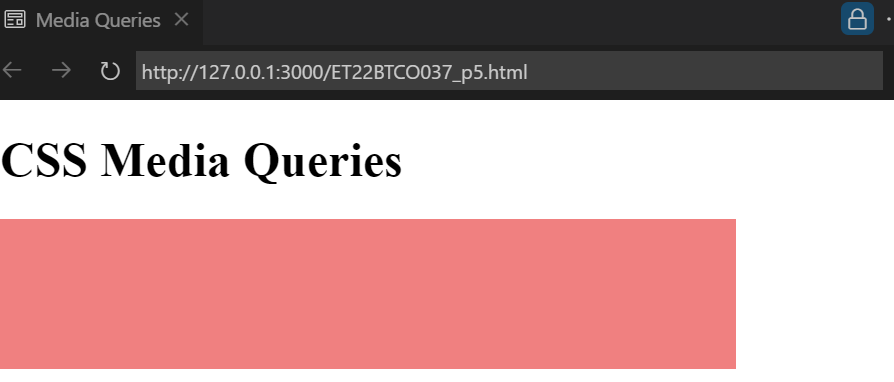 Media Queries
http://127.0.0.1:3000/ET22BTCO037_p5.html
CSS Media Queries